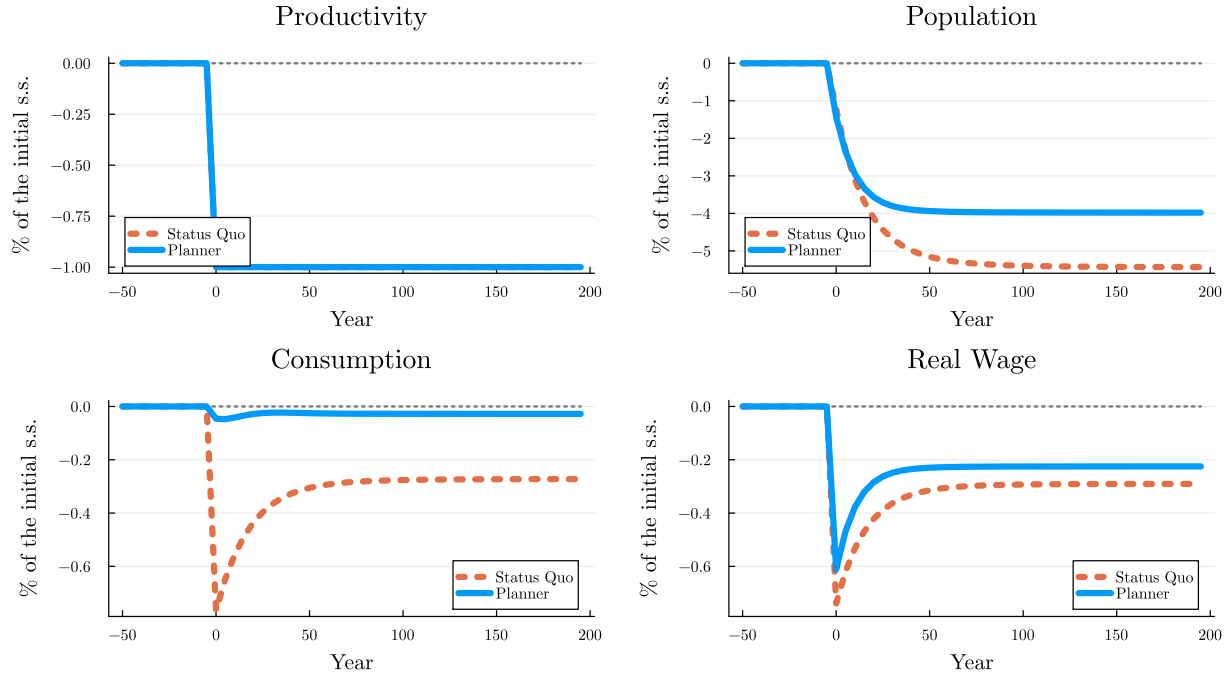 Productivity
% of the initial s.s.
0.00
−0.25
−0.50
−0.75
−1.00
Status Quo
Planner
−50 0 50 100 150 200
Year
Population
% of the initial s.s.
0
−1
−2
−3
−4
−5
Status Quo
Planner
−50 0 50 100 150 200
Year
Consumption
% of the initial s.s.
0.0
−0.2
−0.4
−0.6
Status Quo
Planner
−50 0 50 100 150 200
Year
Real Wage
% of the initial s.s.
0.0
−0.2
−0.4
−0.6
Status Quo
Planner
−50 0 50 100 150 200
Year